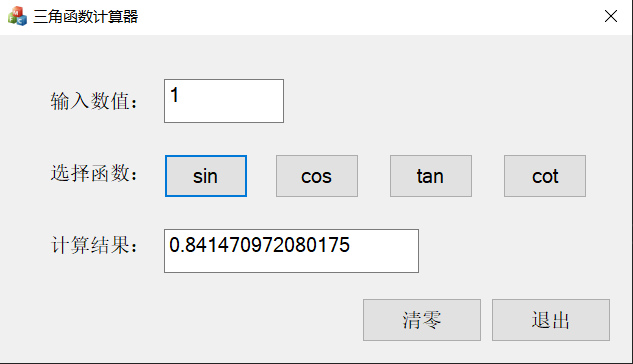 三角函数计算器
输入数值： 1
选择函数： sin cos tan cot
计算结果： 0.841470972080175
清零 退出